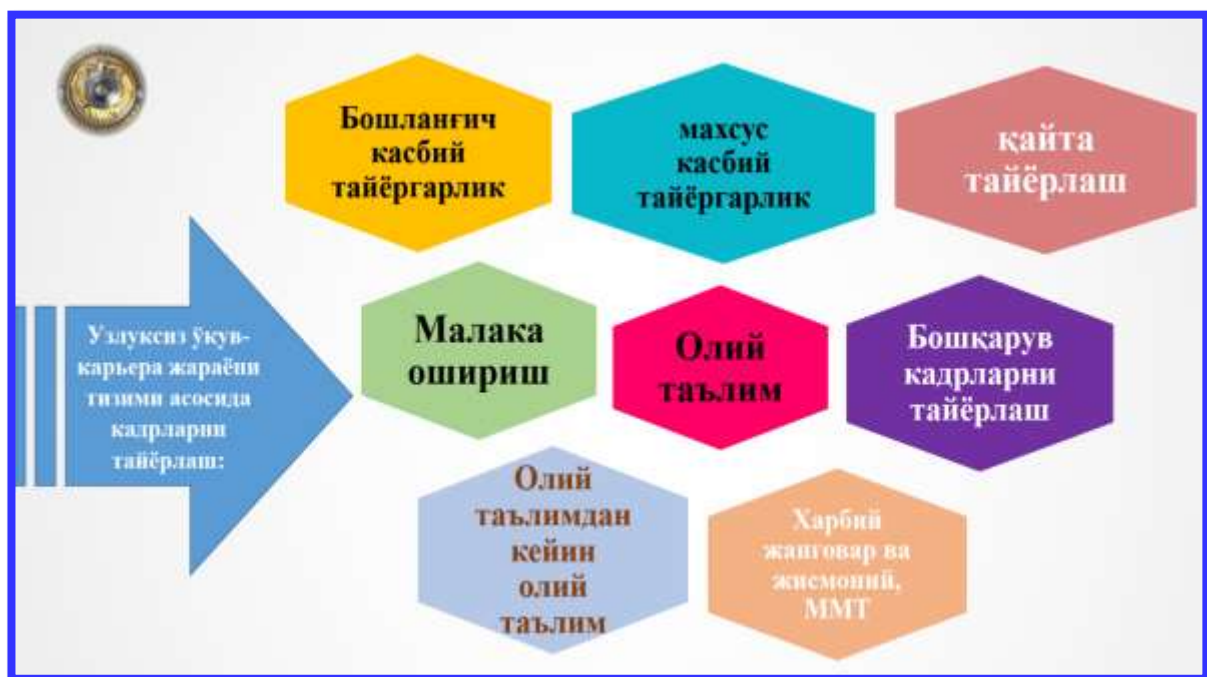 Бошланғич
касбий
тайёргарлик
махсус
касбий
тайёргарлик
қайта
тайёрлаш
Узлуксиз ўқув-
карьера жараёни
тизими асосида
кадрларни
тайёрлаш:
Малака
ошириш
Олий
таълим
Бошқарув
кадрларни
тайёрлаш
Олий
таълимдан
кейин
олий
таълим
Харбий
жанговар ва
жисмоний,
ММТ